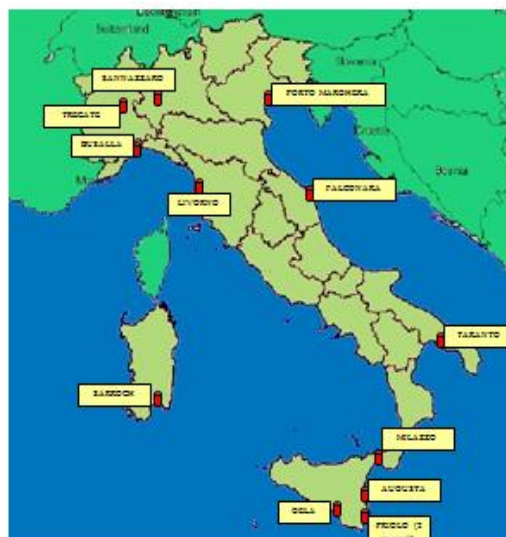 Switzerland
Slovenia
SANNAZZARO
PORTO MARGHERA
TRECATE
Croatia
BUSALLA
Bosnia
FALCONARA
LIVORNO
TARANTO
SARROCH
MILAZZO
AUGUSTA
GELA
PRIOLO (2